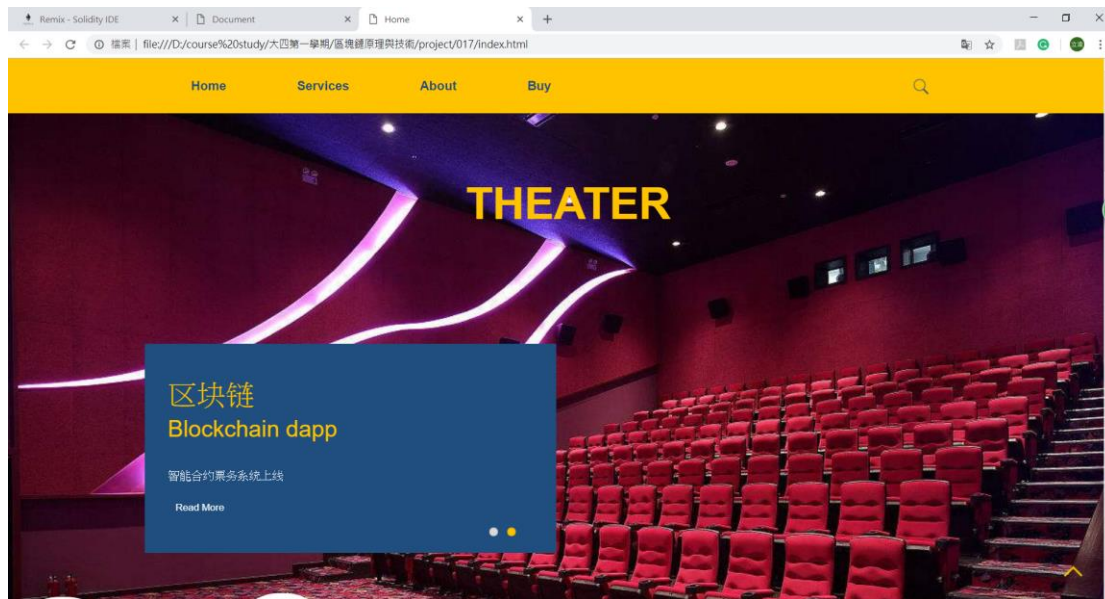 Remix - Solidity IDE
Document
Home
檔案 | file:///D:/course%20study/大四第一學期/區塊鏈原理與技術/project/017/index.html
Home Services About Buy
THEATER
区块链
Blockchain dapp
智能合约票务系统上线
Read More